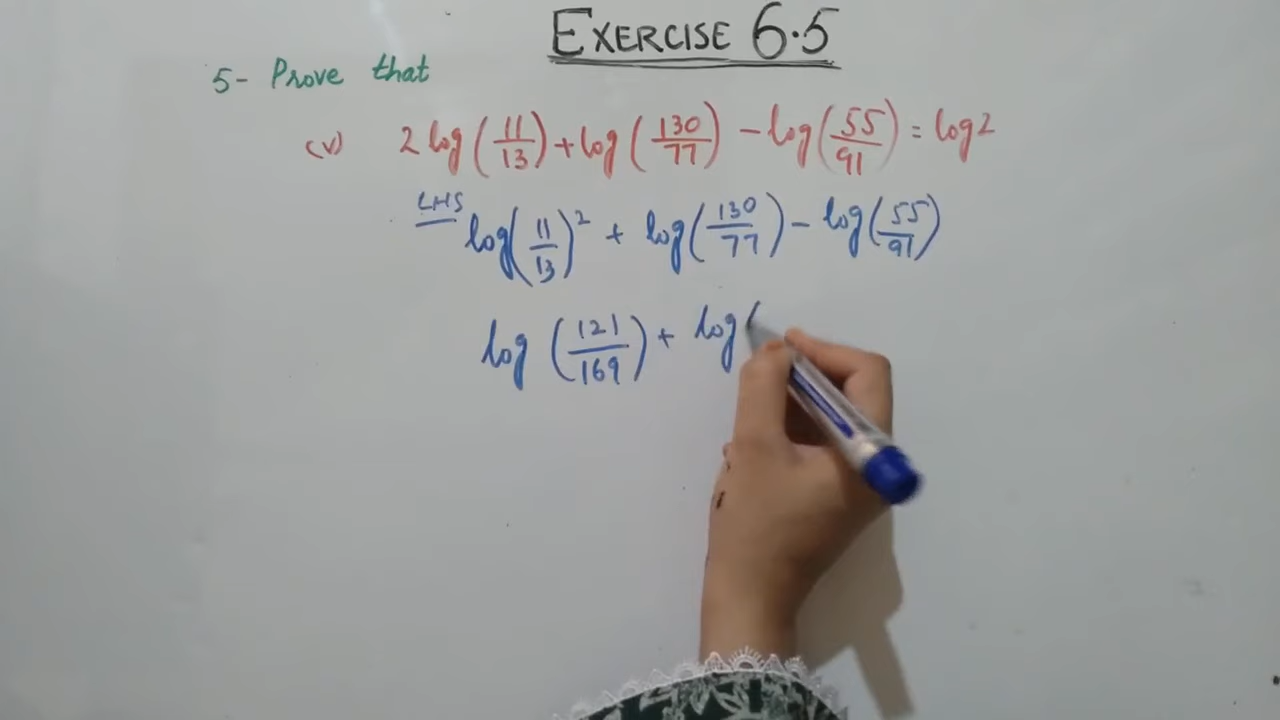 EXERCISE 6.5
5- Prove that
(v) 2 log (11/13) + log (130/77) - log (55/91) = log 2
LHS
log (11/13)² + log (130/77) - log (55/91)
log (121/169) + log (